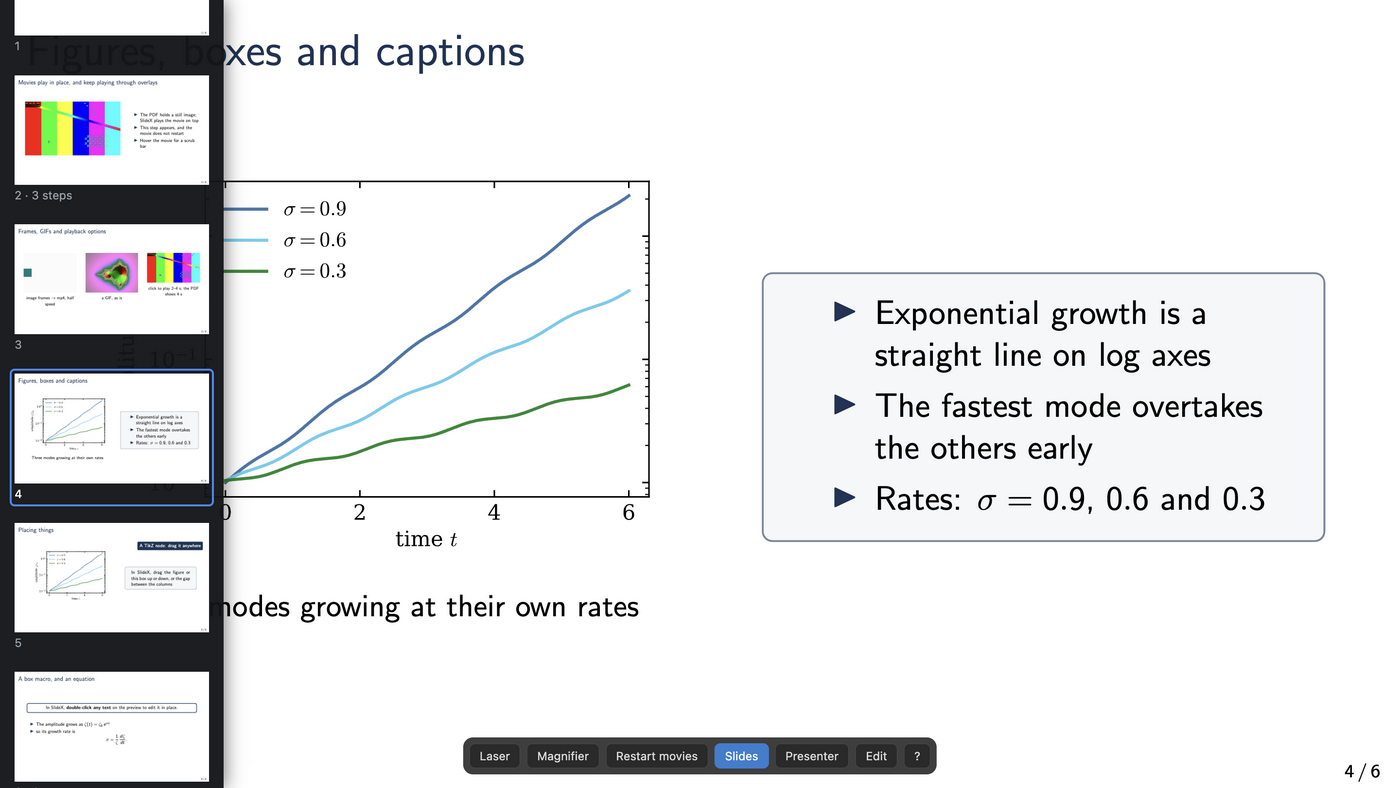 1
Figures, boxes and captions
Movies play in place, and keep playing through overlays
The PDF holds a still image;
SlideX plays the movie on top
This step appears, and the
movie does not restart
Hover the movie for a scrub
bar
2 · 3 steps
Frames, GIFs and playback options
image frames → mp4, half
speed
a GIF, as is
click to play 2–4 s; the PDF
shows 4 s
3
Figures, boxes and captions
Exponential growth is a
straight line on log axes
The fastest mode overtakes
the others early
Rates: σ = 0.9, 0.6 and 0.3
Three modes growing at their own rates
4
Placing things
A TikZ node: drag it anywhere
In SlideX, drag the figure or
this box up or down, or the gap
between the columns
5
A box macro, and an equation
In SlideX, double-click any text on the preview to edit it in place.
The amplitude grows as
so its growth rate is
σ = 0.9
σ = 0.6
σ = 0.3
10⁻¹
0 2 4 6
time t
modes growing at their own rates
Exponential growth is a
straight line on log axes
The fastest mode overtakes
the others early
Rates: σ = 0.9, 0.6 and 0.3
Laser Magnifier Restart movies Slides Presenter Edit ?
4 / 6